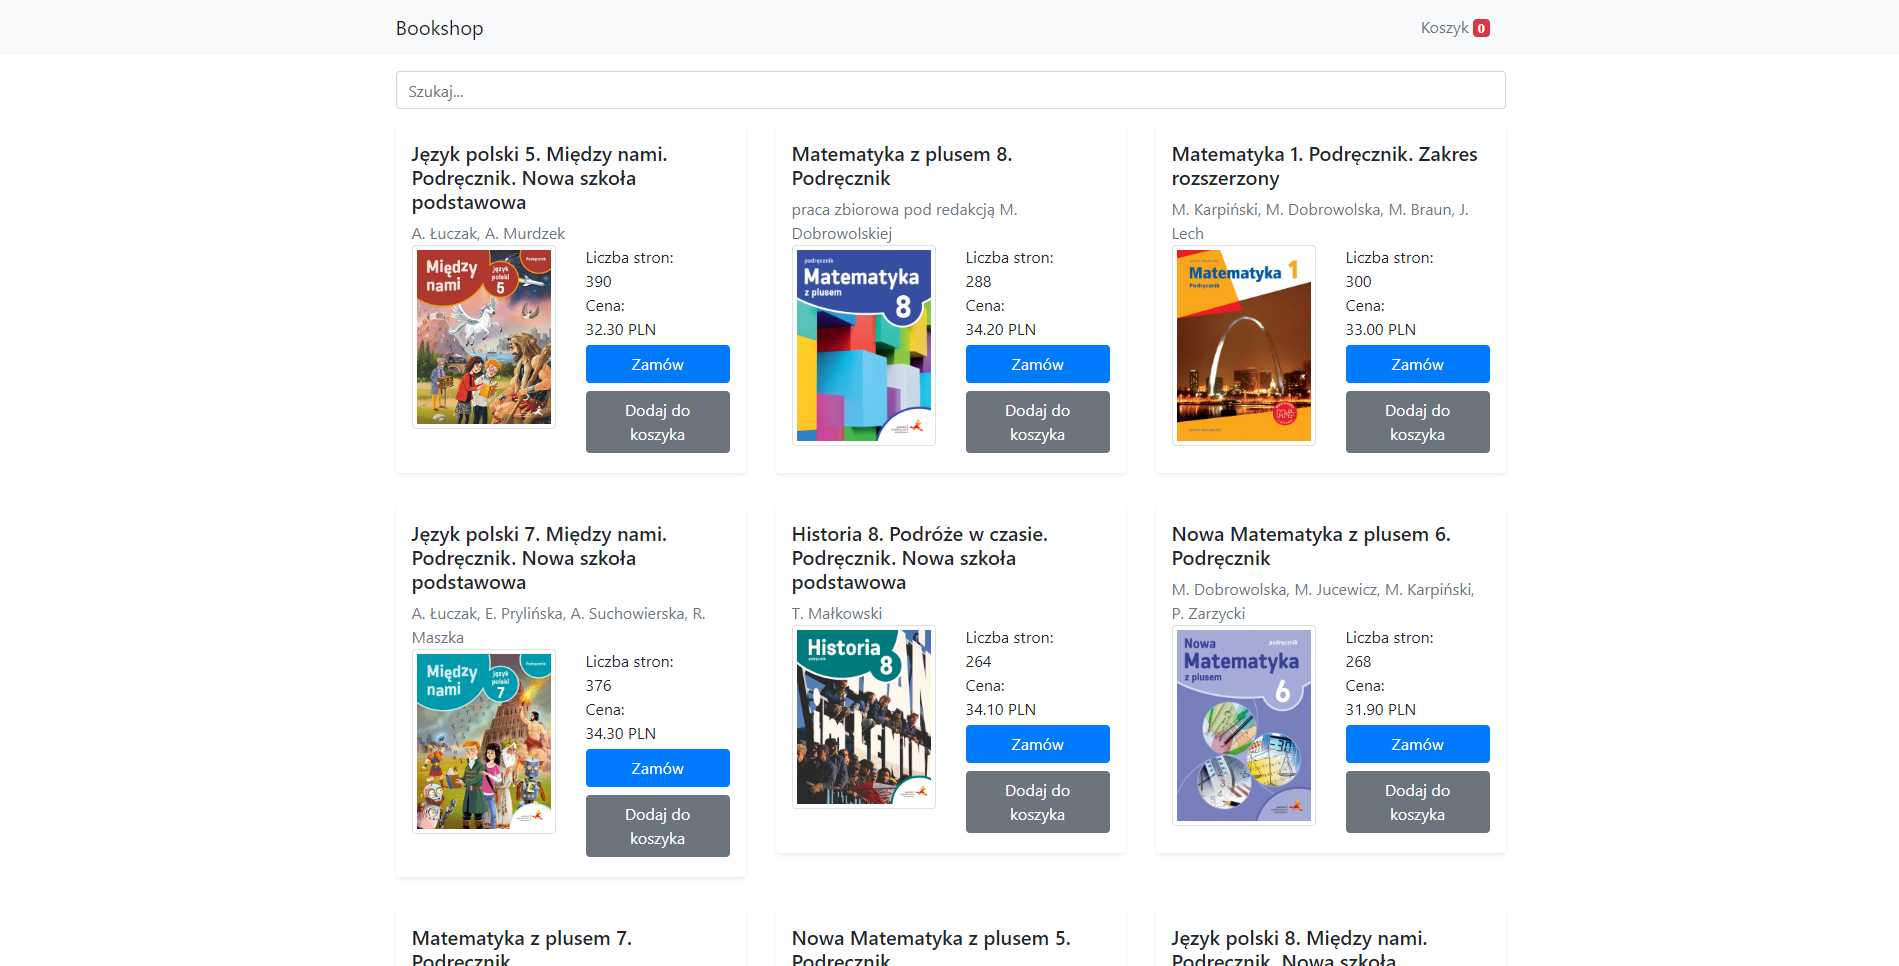 Bookshop
Koszyk 0
Szukaj...
Język polski 5. Między nami.
Podręcznik. Nowa szkoła
podstawowa
A. Łuczak, A. Murdzek
Podręcznik
Między
nami
język
polski
5
Liczba stron:
390
Cena:
32.30 PLN
Zamów
Dodaj do
koszyka
Matematyka z plusem 8.
Podręcznik
praca zbiorowa pod redakcją M.
Dobrowolskiej
podręcznik
Matematyka
z plusem
8
Liczba stron:
288
Cena:
34.20 PLN
Zamów
Dodaj do
koszyka
Matematyka 1. Podręcznik. Zakres
rozszerzony
M. Karpiński, M. Dobrowolska, M. Braun, J.
Lech
Matematyka 1
Podręcznik
Liczba stron:
300
Cena:
33.00 PLN
Zamów
Dodaj do
koszyka
Język polski 7. Między nami.
Podręcznik. Nowa szkoła
podstawowa
A. Łuczak, E. Prylińska, A. Suchowierska, R.
Maszka
Podręcznik
Między
nami
język
polski
7
Liczba stron:
376
Cena:
34.30 PLN
Zamów
Dodaj do
koszyka
Historia 8. Podróże w czasie.
Podręcznik. Nowa szkoła
podstawowa
T. Małkowski
Historia
podręcznik
8
Liczba stron:
264
Cena:
34.10 PLN
Zamów
Dodaj do
koszyka
Nowa Matematyka z plusem 6.
Podręcznik
M. Dobrowolska, M. Jucewicz, M. Karpiński,
P. Zarzycki
Nowa
podręcznik
Matematyka
z plusem
6
Liczba stron:
268
Cena:
31.90 PLN
Zamów
Dodaj do
koszyka
Matematyka z plusem 7.
Podręcznik
Nowa Matematyka z plusem 5.
Podręcznik
Język polski 8. Między nami.
Podręcznik. Nowa szkoła